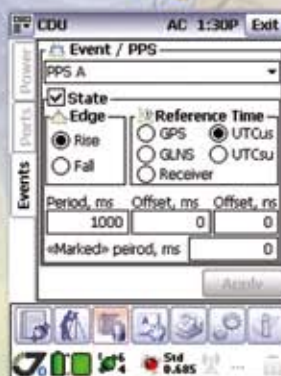 CDU AC 1:30P Exit
Power
Ports
Events
Event / PPS
PPS A
State
Edge
Rise
Fall
Reference Time
GPS UTCus
GLNS UTCsu
Receiver
Period, ms Offset, ms Offset, ns
1000 0 0
«Marked» peirod, ms 0
Apply
Std
0.685